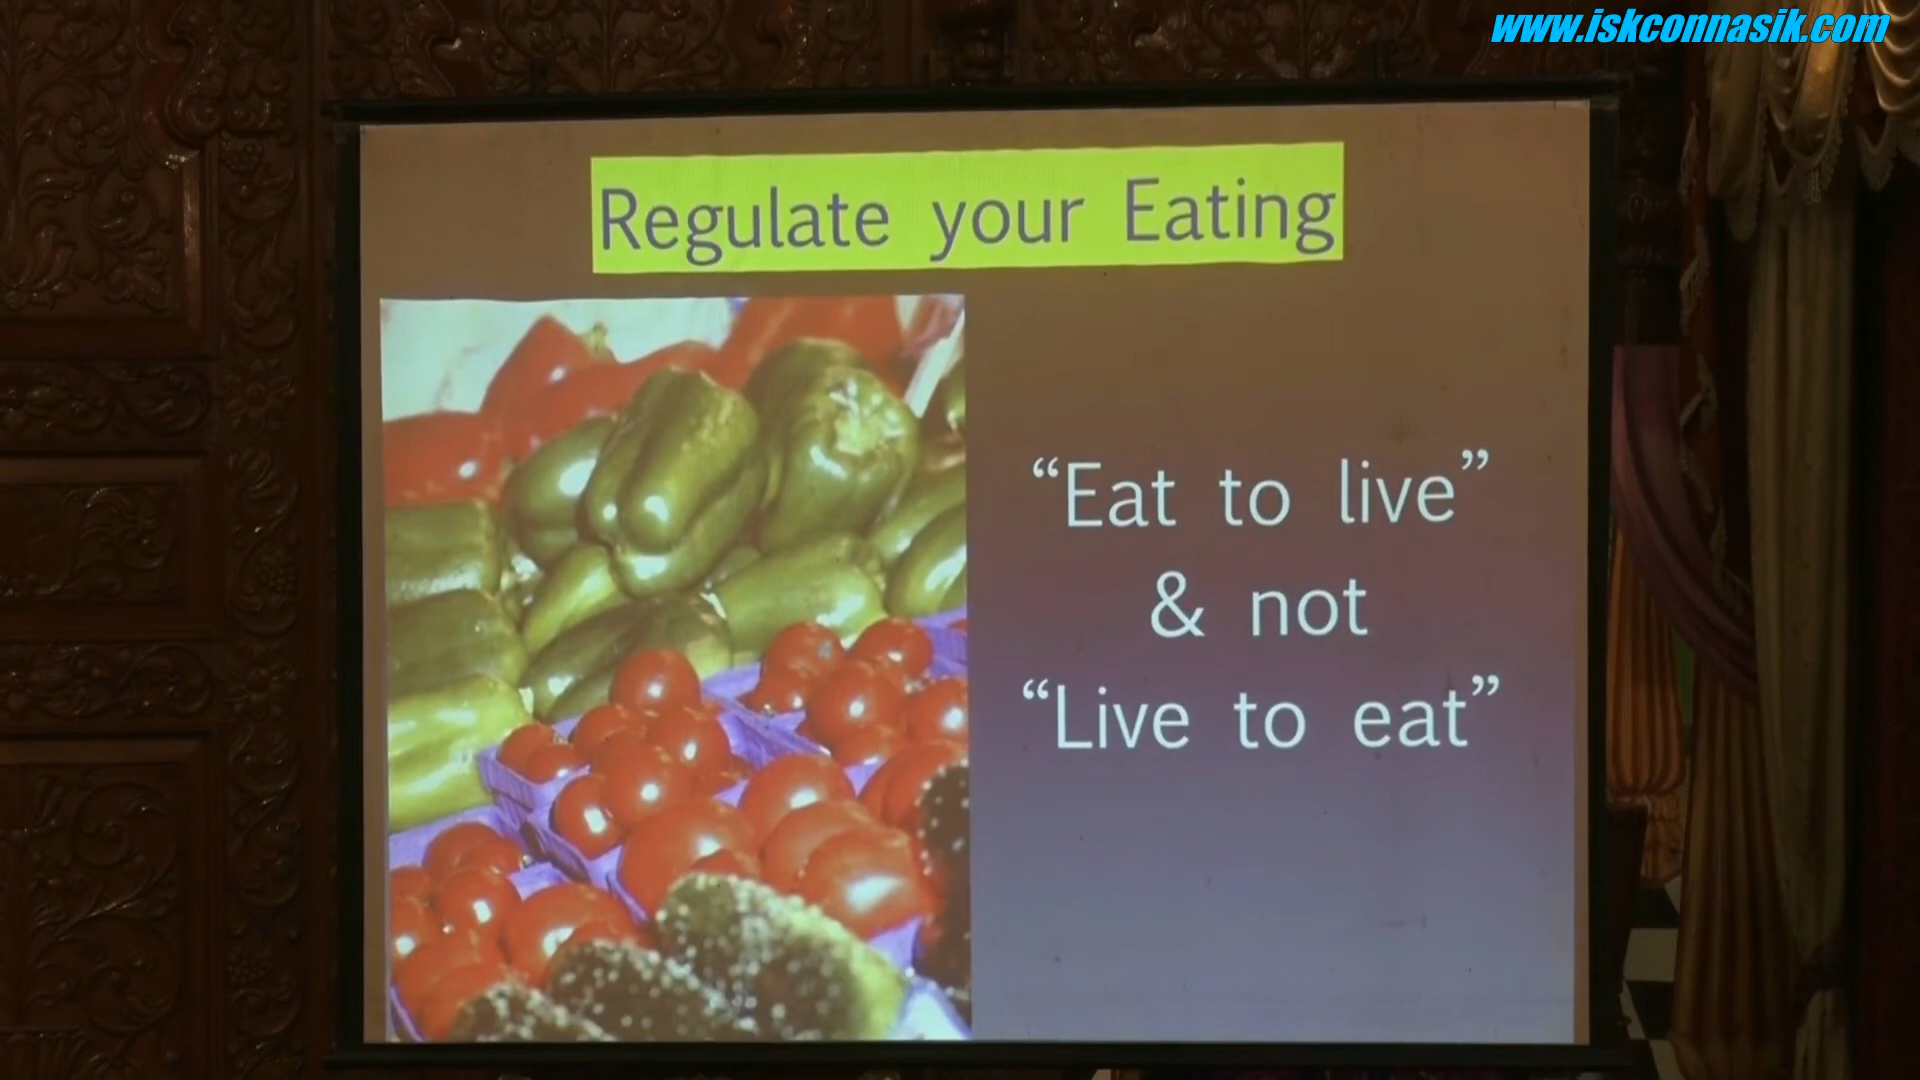 www.iskconnasik.com
Regulate your Eating
“Eat to live”
& not
“Live to eat”